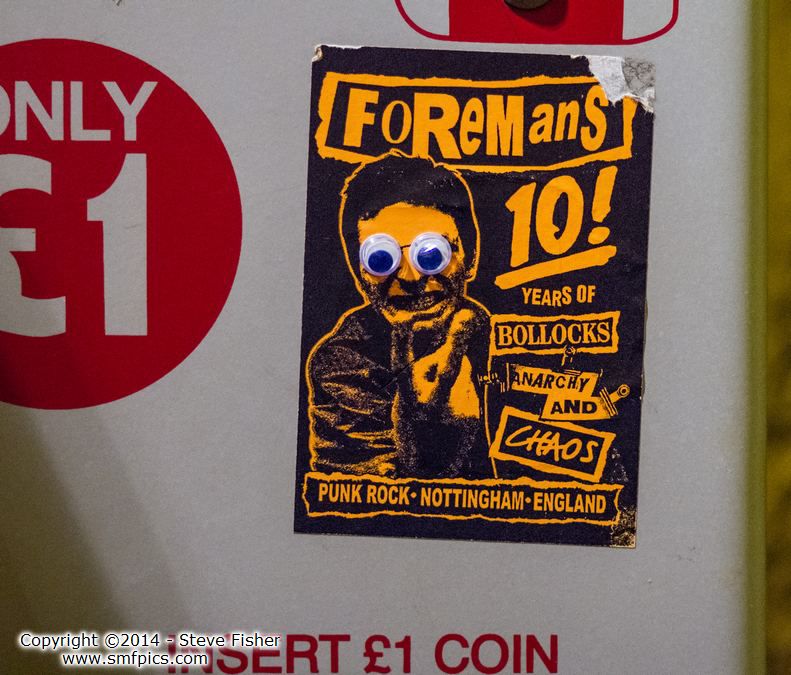 ONLY
£1
FOREMANS
10!
YEARS OF
BOLLOCKS
ANARCHY
AND
CHAOS
PUNK ROCK • NOTTINGHAM • ENGLAND
INSERT £1 COIN
Copyright ©2014 - Steve Fisher
www.smfpics.com